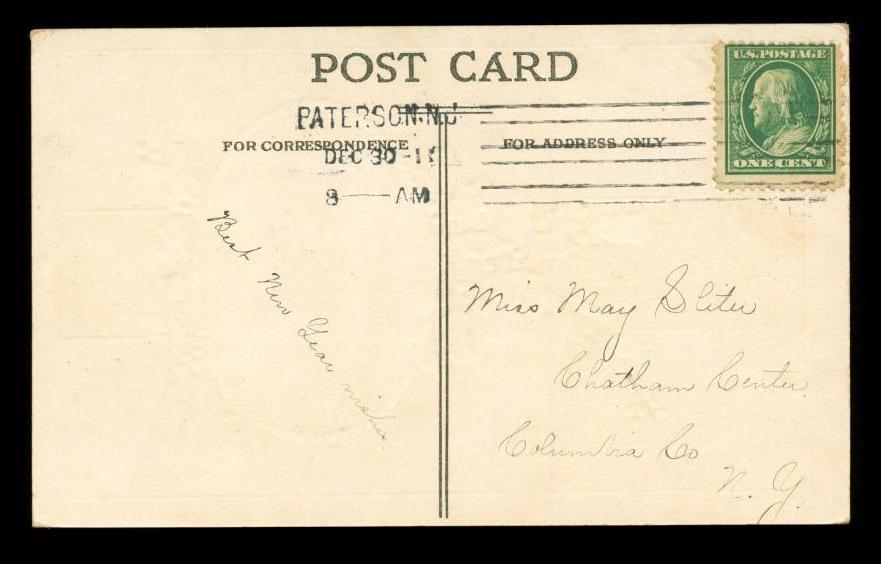 POST CARD
PATERSON, N.J.
DEC 30 - 11
8 — AM
FOR CORRESPONDENCE
FOR ADDRESS ONLY
U.S. POSTAGE
ONE CENT
Best New Year wishes.
Miss May Sliter
Chatham Center
Columbia Co
N. Y.